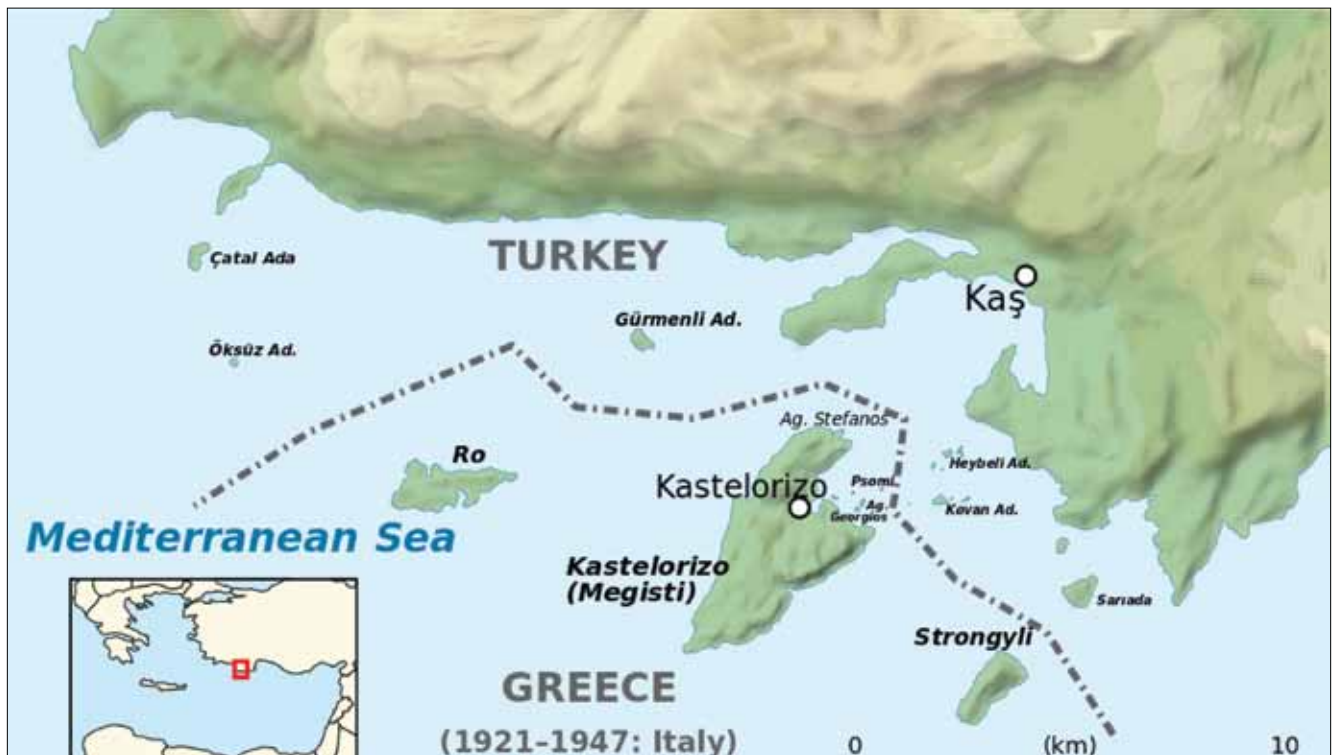 TURKEY
Çatal Ada
Kaş
Gürmenli Ad.
Öksüz Ad.
Ag. Stefanos
Ro
Heybeli Ad.
Kastelorizo
Psomi
Ag.
Georgios
Kovan Ad.
Mediterranean Sea
Kastelorizo
(Megisti)
Sarıada
Strongyli
GREECE
(1921–1947: Italy)
0 (km) 10